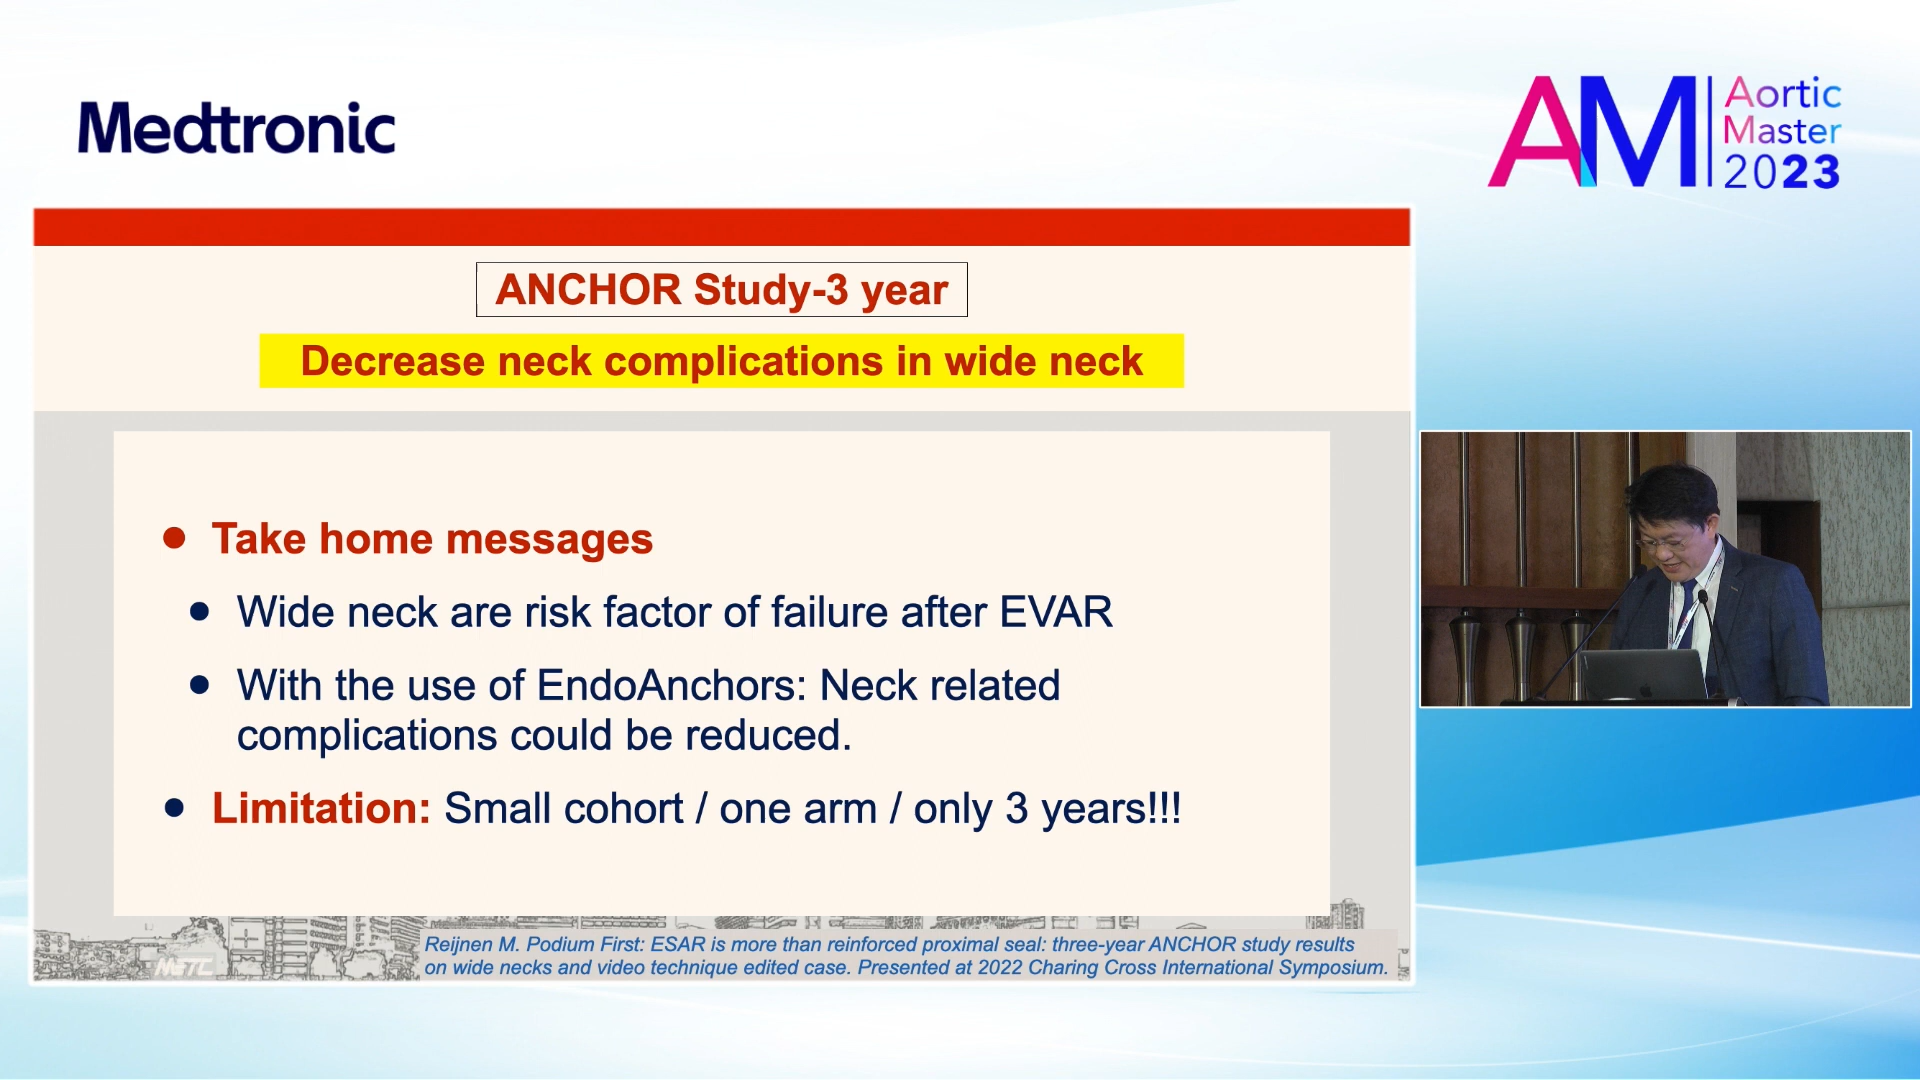 Medtronic
AM
Aortic
Master
2023
ANCHOR Study-3 year
Decrease neck complications in wide neck
Take home messages
Wide neck are risk factor of failure after EVAR
With the use of EndoAnchors: Neck related
complications could be reduced.
Limitation: Small cohort / one arm / only 3 years!!!
Reijnen M. Podium First: ESAR is more than reinforced proximal seal: three-year ANCHOR study results
on wide necks and video technique edited case. Presented at 2022 Charing Cross International Symposium.